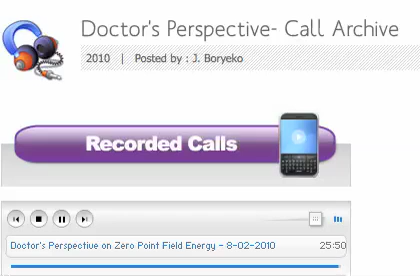 Doctor's Perspective- Call Archive
2010 | Posted by : J. Boryeko
Recorded Calls
Doctor's Perspective on Zero Point Field Energy - 8-02-2010 25:50